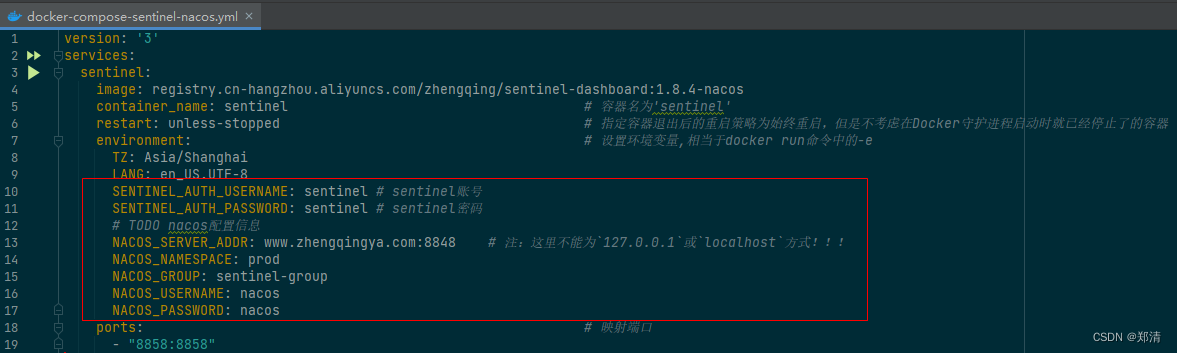 docker-compose-sentinel-nacos.yml ×
1 version: '3'
2 services:
3 sentinel:
4 image: registry.cn-hangzhou.aliyuncs.com/zhengqing/sentinel-dashboard:1.8.4-nacos
5 container_name: sentinel # 容器名为'sentinel'
6 restart: unless-stopped # 指定容器退出后的重启策略为始终重启，但是不考虑在Docker守护进程启动时就已经停止了的容器
7 environment: # 设置环境变量,相当于docker run命令中的-e
8 TZ: Asia/Shanghai
9 LANG: en_US.UTF-8
10 SENTINEL_AUTH_USERNAME: sentinel # sentinel账号
11 SENTINEL_AUTH_PASSWORD: sentinel # sentinel密码
12 # TODO nacos配置信息
13 NACOS_SERVER_ADDR: www.zhengqingya.com:8848 # 注：这里不能为`127.0.0.1`或`localhost`方式！！！
14 NACOS_NAMESPACE: prod
15 NACOS_GROUP: sentinel-group
16 NACOS_USERNAME: nacos
17 NACOS_PASSWORD: nacos
18 ports: # 映射端口
19 - "8858:8858"
CSDN @郑清